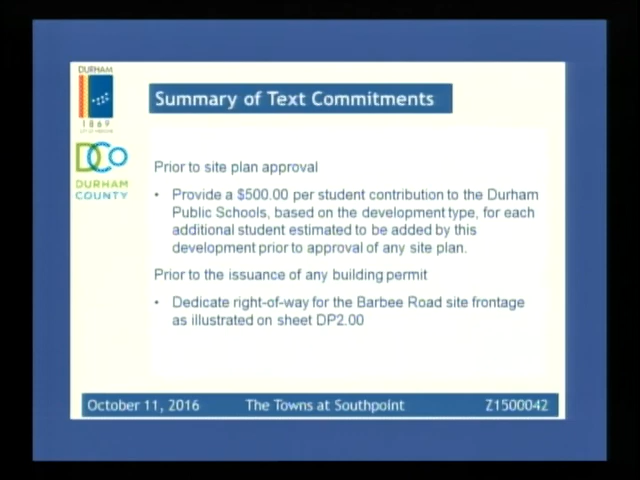 DURHAM
1869
CITY OF MEDICINE
DCo
DURHAM
COUNTY
Summary of Text Commitments
Prior to site plan approval
• Provide a $500.00 per student contribution to the Durham
Public Schools, based on the development type, for each
additional student estimated to be added by this
development prior to approval of any site plan.
Prior to the issuance of any building permit
• Dedicate right-of-way for the Barbee Road site frontage
as illustrated on sheet DP2.00
October 11, 2016 The Towns at Southpoint Z1500042